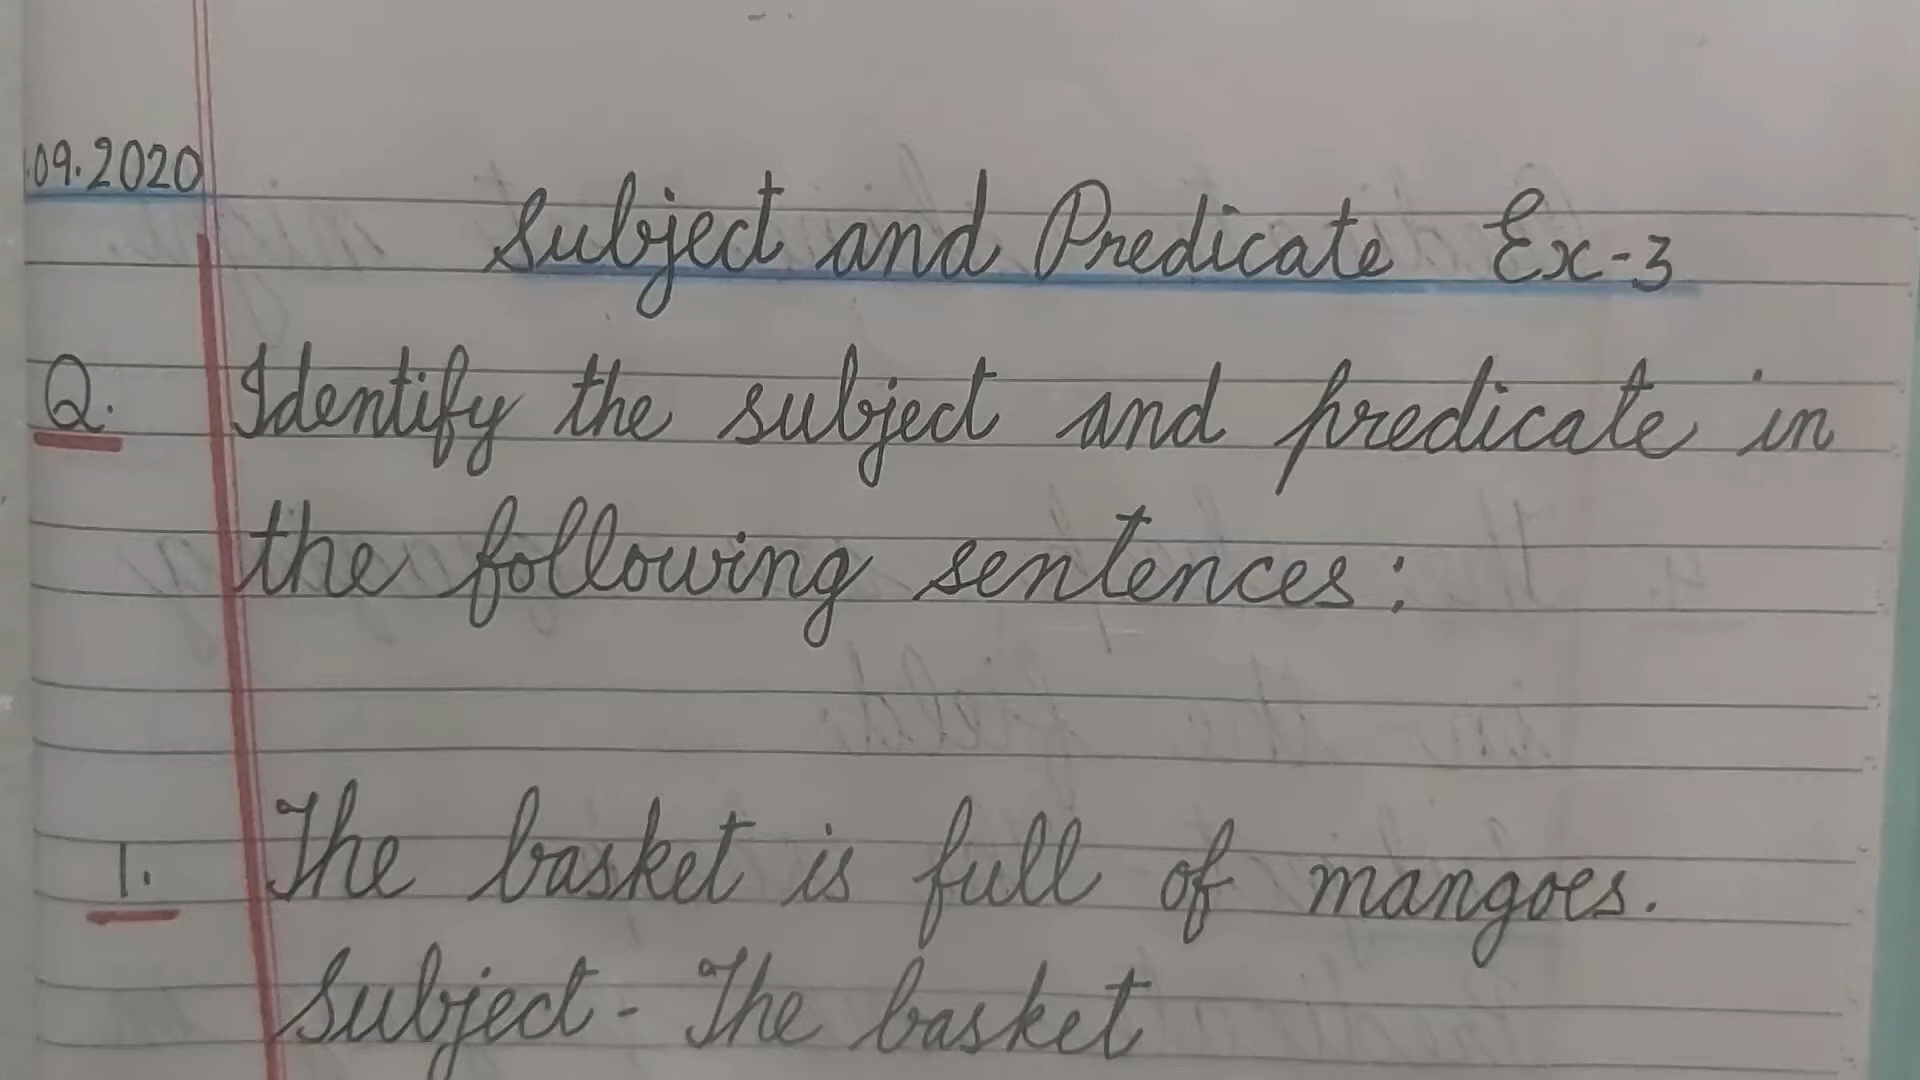 .09.2020
Subject and Predicate Ex-3
Q. Identify the subject and predicate in
the following sentences:
1. The basket is full of mangoes.
Subject - The basket